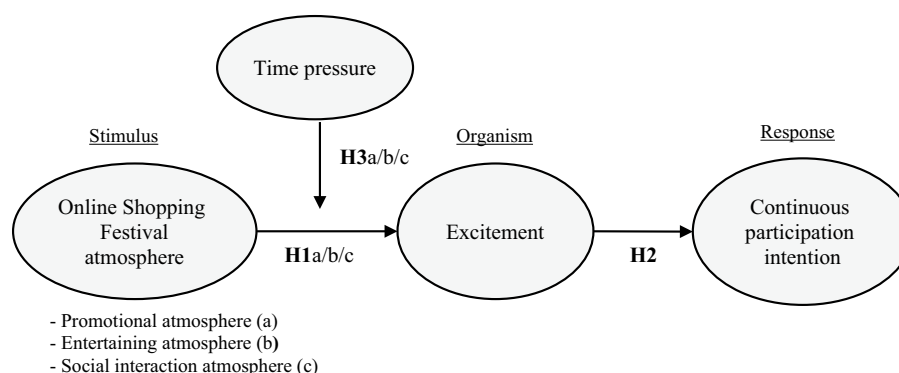 Time pressure
Stimulus
Organism
Response
H3a/b/c
Online Shopping
Festival
atmosphere
H1a/b/c
Excitement
H2
Continuous
participation
intention
- Promotional atmosphere (a)
- Entertaining atmosphere (b)
- Social interaction atmosphere (c)